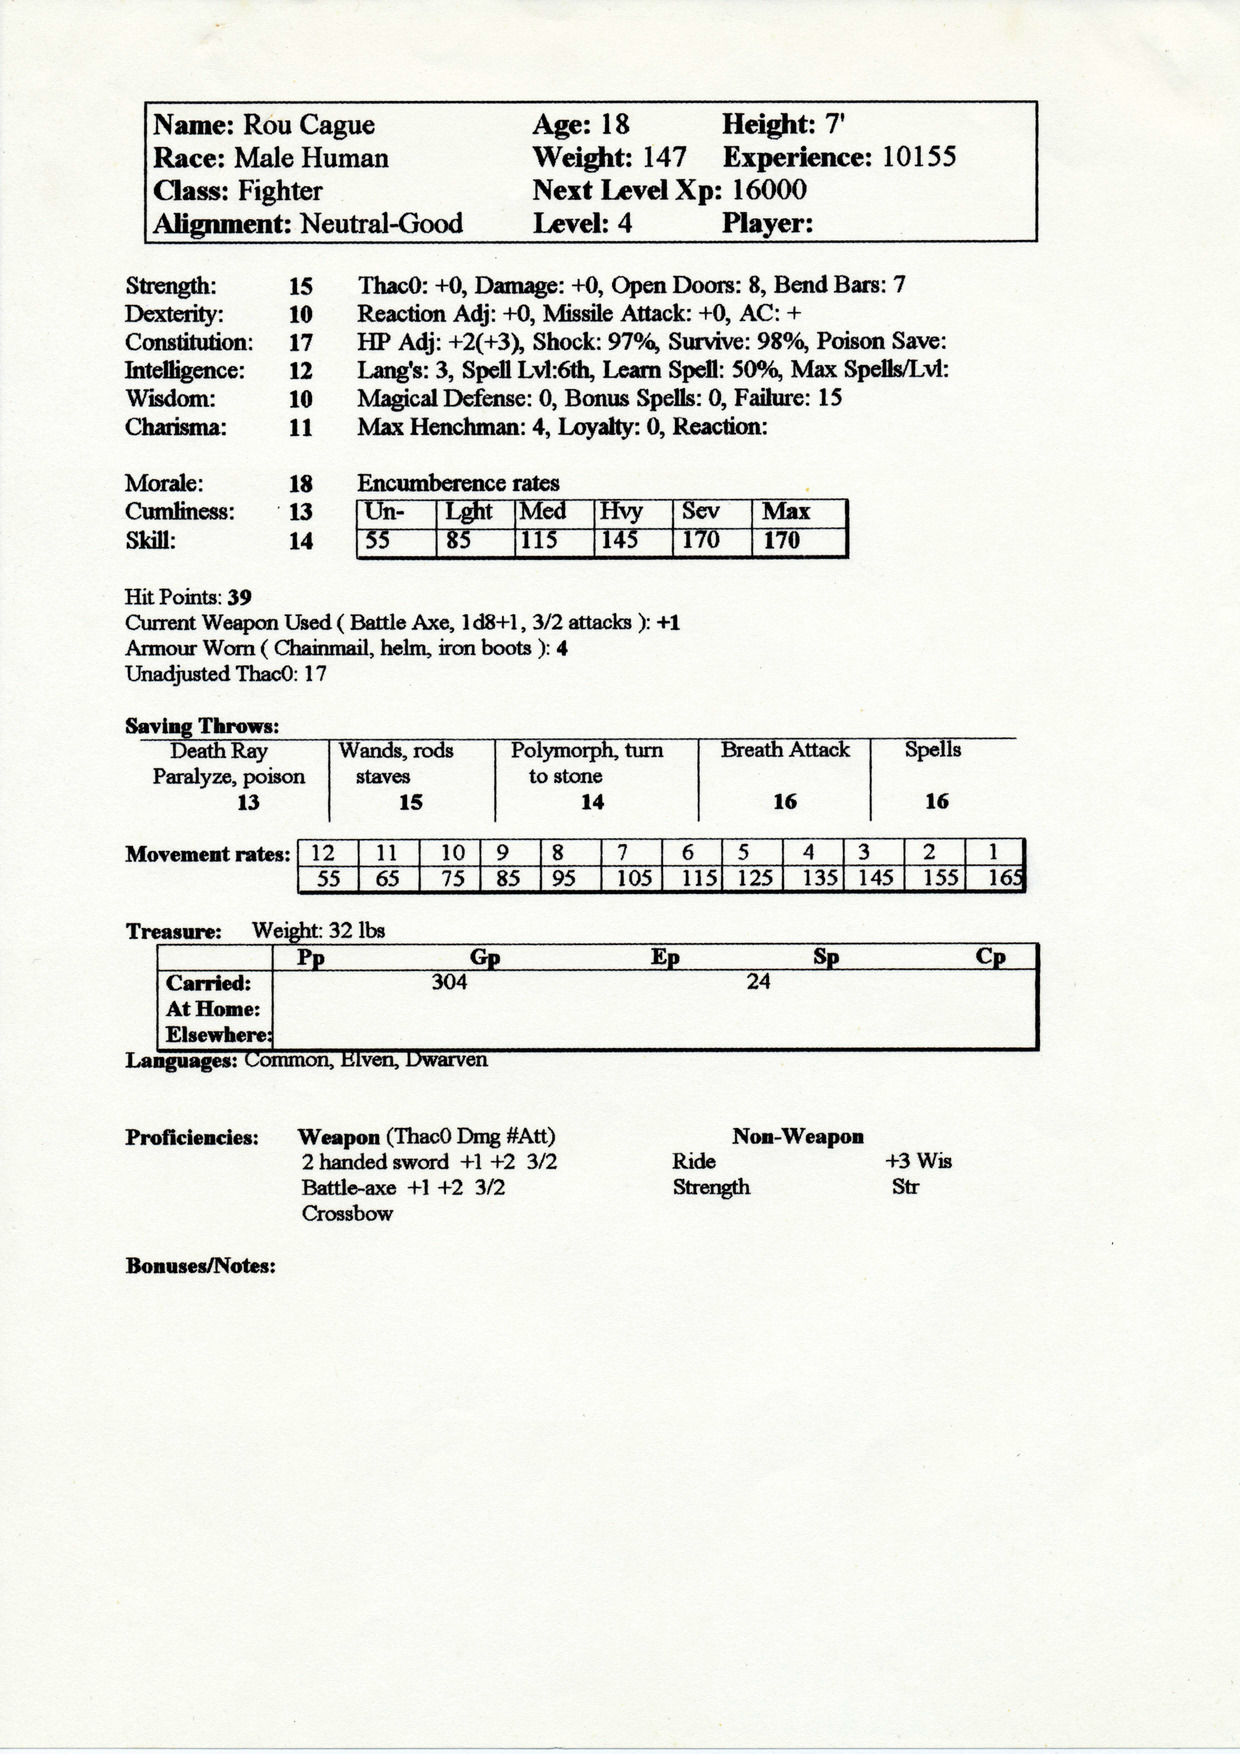 Name: Rou Cague Age: 18 Height: 7'
Race: Male Human Weight: 147 Experience: 10155
Class: Fighter Next Level Xp: 16000
Alignment: Neutral-Good Level: 4 Player:
Strength: 15 Thac0: +0, Damage: +0, Open Doors: 8, Bend Bars: 7
Dexterity: 10 Reaction Adj: +0, Missile Attack: +0, AC: +
Constitution: 17 HP Adj: +2(+3), Shock: 97%, Survive: 98%, Poison Save:
Intelligence: 12 Lang's: 3, Spell Lvl:6th, Learn Spell: 50%, Max Spells/Lvl:
Wisdom: 10 Magical Defense: 0, Bonus Spells: 0, Failure: 15
Charisma: 11 Max Henchman: 4, Loyalty: 0, Reaction:
Morale: 18 Encumberence rates
Cumliness: 13 Un- Lght Med Hvy Sev Max
Skill: 14 55 85 115 145 170 170
Hit Points: 39
Current Weapon Used ( Battle Axe, 1d8+1, 3/2 attacks ): +1
Armour Worn ( Chainmail, helm, iron boots ): 4
Unadjusted Thac0: 17
Saving Throws:
Death Ray Wands, rods Polymorph, turn Breath Attack Spells
Paralyze, poison staves to stone
13 15 14 16 16
Movement rates: 12 11 10 9 8 7 6 5 4 3 2 1
55 65 75 85 95 105 115 125 135 145 155 165
Treasure: Weight: 32 lbs
Pp Gp Ep Sp Cp
Carried: 304 24
At Home:
Elsewhere:
Languages: Common, Elven, Dwarven
Proficiencies: Weapon (Thac0 Dmg #Att) Non-Weapon
2 handed sword +1 +2 3/2 Ride +3 Wis
Battle-axe +1 +2 3/2 Strength Str
Crossbow
Bonuses/Notes: